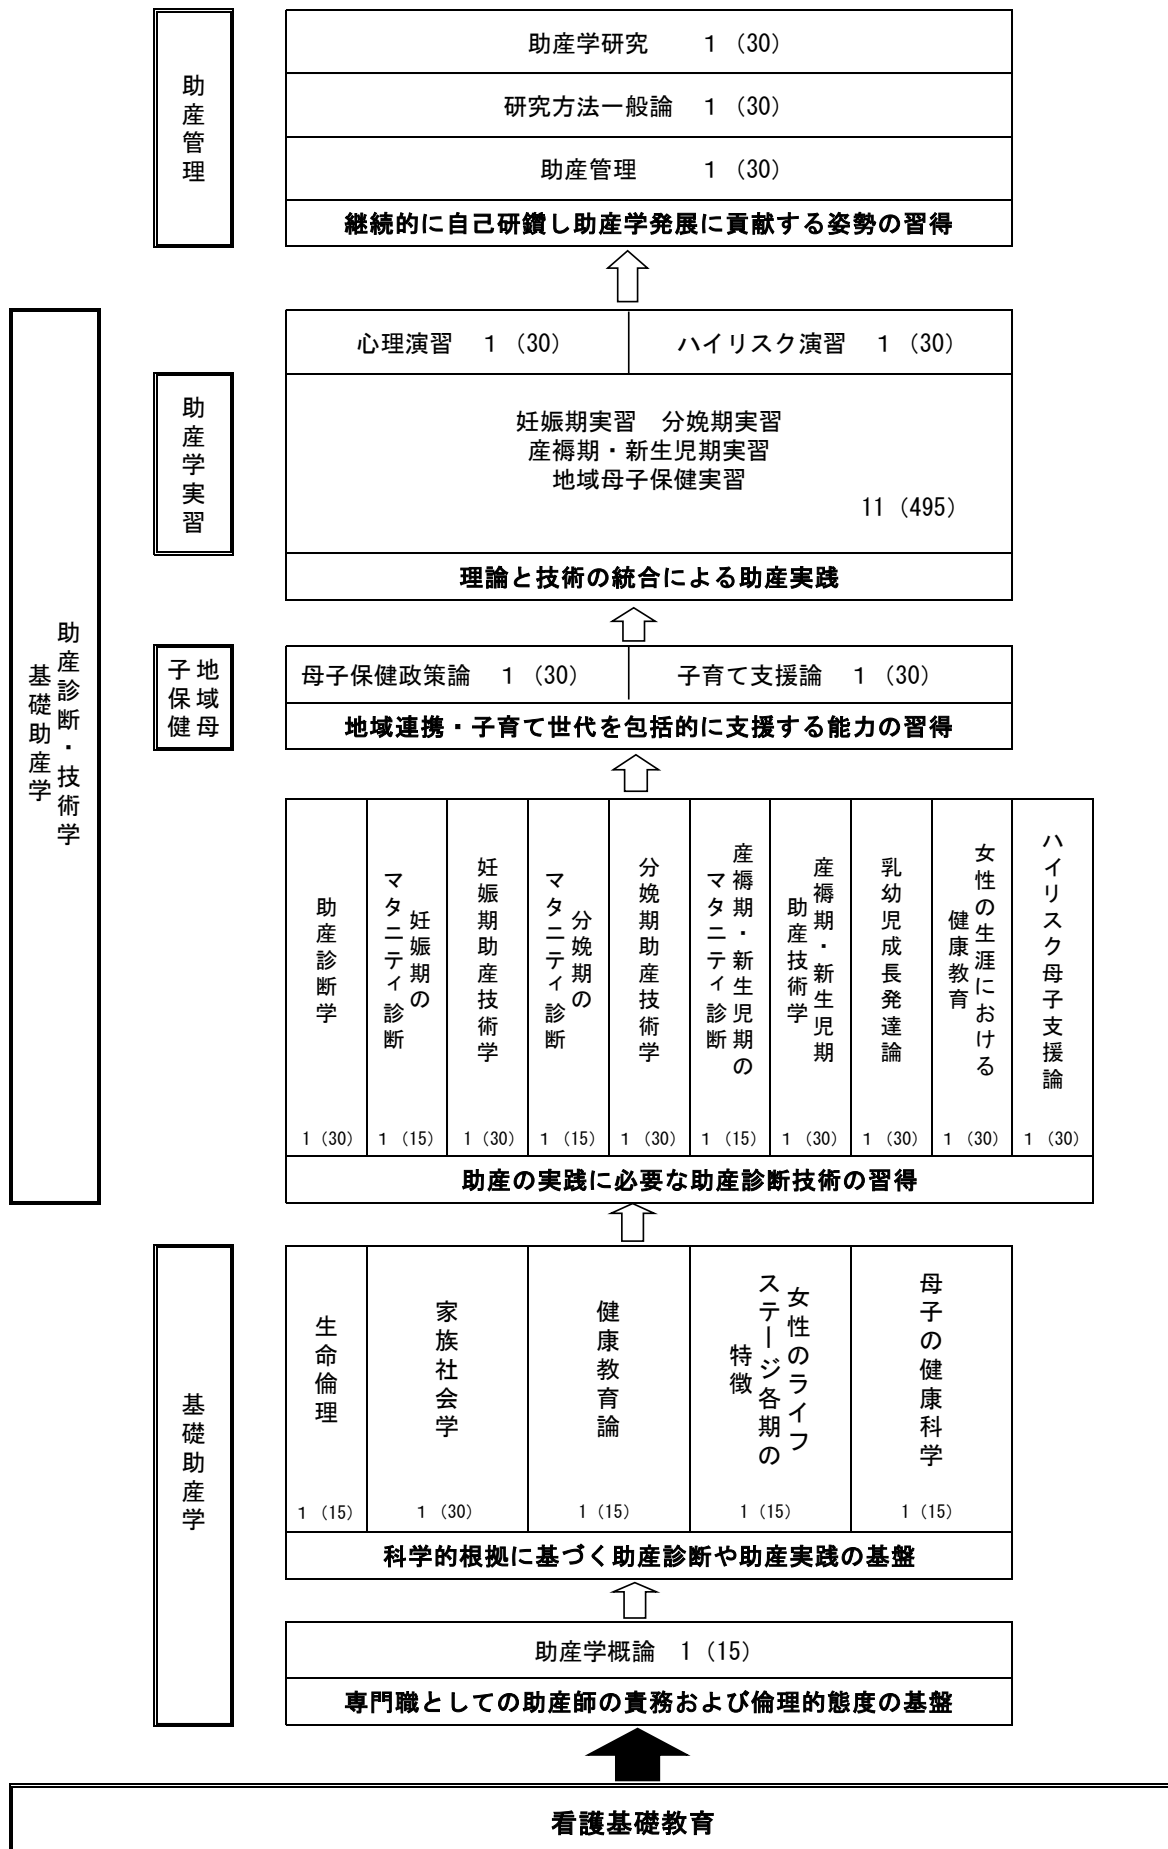 助産管理
助産学研究　1（30）
研究方法一般論　1（30）
助産管理　1（30）
継続的に自己研鑽し助産学発展に貢献する姿勢の習得
助産診断・技術学
基礎助産学
心理演習　1（30）
ハイリスク演習　1（30）
助産学実習
妊娠期実習　分娩期実習
産褥期・新生児期実習
地域母子保健実習
11（495）
理論と技術の統合による助産実践
地域母
子保健
母子保健政策論　1（30）
子育て支援論　1（30）
地域連携・子育て世代を包括的に支援する能力の習得
助産診断学
1（30）
妊娠期の
マタニティ診断
1（15）
妊娠期助産技術学
1（30）
分娩期の
マタニティ診断
1（15）
分娩期助産技術学
1（30）
産褥期・新生児期の
マタニティ診断
1（15）
産褥期・新生児期
助産技術学
1（30）
乳幼児成長発達論
1（30）
女性の生涯における
健康教育
1（30）
ハイリスク母子支援論
1（30）
助産の実践に必要な助産診断技術の習得
基礎助産学
生命倫理
1（15）
家族社会学
1（30）
健康教育論
1（15）
女性のライフ
ステージ各期の
特徴
1（15）
母子の健康科学
1（15）
科学的根拠に基づく助産診断や助産実践の基盤
助産学概論　1（15）
専門職としての助産師の責務および倫理的態度の基盤
看護基礎教育